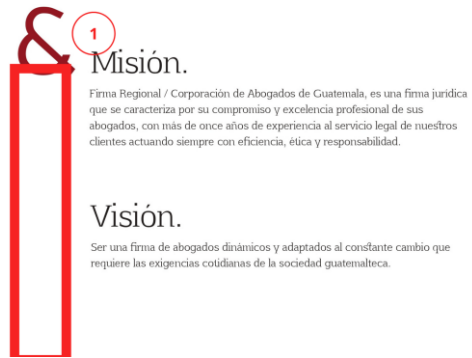 &
1
Misión.
Firma Regional / Corporación de Abogados de Guatemala, es una firma jurídica
que se caracteriza por su compromiso y excelencia profesional de sus
abogados, con más de once años de experiencia al servicio legal de nuestros
clientes actuando siempre con eficiencia, ética y responsabilidad.
Visión.
Ser una firma de abogados dinámicos y adaptados al constante cambio que
requiere las exigencias cotidianas de la sociedad guatemalteca.